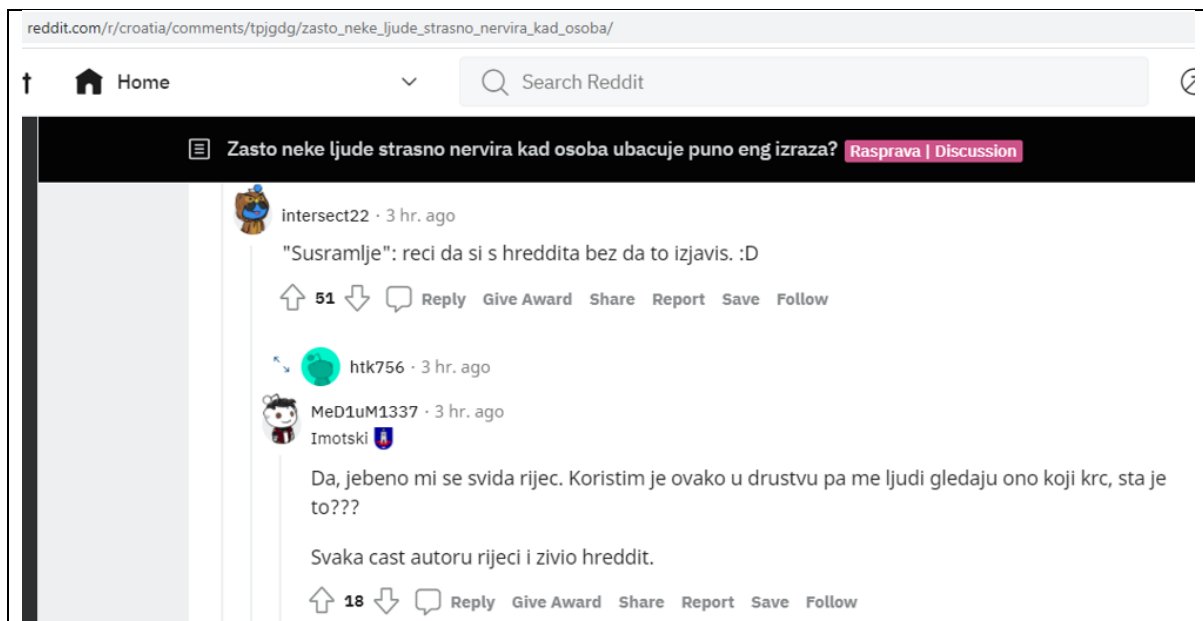 reddit.com/r/croatia/comments/tpjgdg/zasto_neke_ljude_strasno_nervira_kad_osoba/
t Home Search Reddit
Zasto neke ljude strasno nervira kad osoba ubacuje puno eng izraza? Rasprava | Discussion
intersect22 · 3 hr. ago
"Susramlje": reci da si s hreddita bez da to izjavis. :D
51 Reply Give Award Share Report Save Follow
htk756 · 3 hr. ago
MeD1uM1337 · 3 hr. ago
Imotski
Da, jebeno mi se svida rijec. Koristim je ovako u drustvu pa me ljudi gledaju ono koji krc, sta je
to???
Svaka cast autoru rijeci i zivio hreddit.
18 Reply Give Award Share Report Save Follow